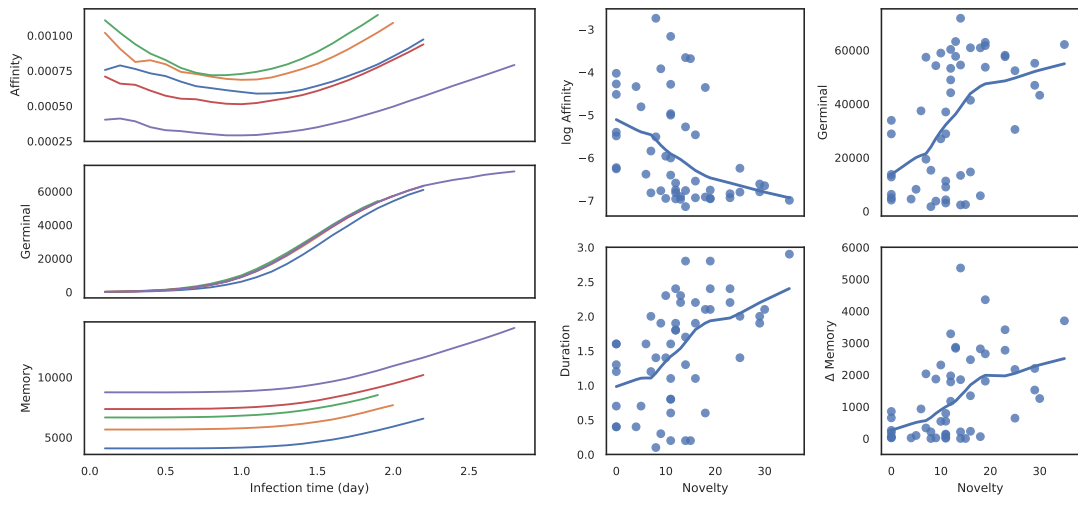 Affinity
0.00100
0.00075
0.00050
0.00025
Germinal
60000
40000
20000
0
Memory
10000
5000
0.0 0.5 1.0 1.5 2.0 2.5
Infection time (day)
log Affinity
−3
−4
−5
−6
−7
Germinal
60000
40000
20000
0
Duration
3.0
2.5
2.0
1.5
1.0
0.5
0.0
0 10 20 30
Novelty
Δ Memory
6000
5000
4000
3000
2000
1000
0
0 10 20 30
Novelty